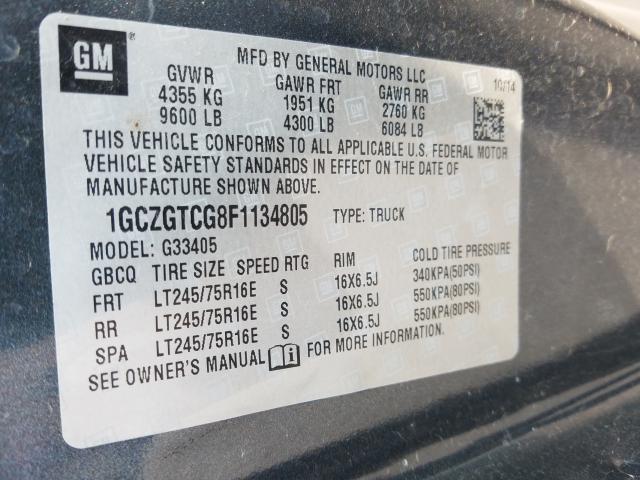 GM
MFD BY GENERAL MOTORS LLC
10/14
GVWR GAWR FRT GAWR RR
4355 KG 1951 KG 2760 KG
9600 LB 4300 LB 6084 LB
THIS VEHICLE CONFORMS TO ALL APPLICABLE U.S. FEDERAL MOTOR
VEHICLE SAFETY STANDARDS IN EFFECT ON THE DATE OF
MANUFACTURE SHOWN ABOVE.
1GCZGTCG8F1134805 TYPE: TRUCK
MODEL: G33405
GBCQ TIRE SIZE SPEED RTG RIM COLD TIRE PRESSURE
FRT LT245/75R16E S 16X6.5J 340KPA(50PSI)
RR LT245/75R16E S 16X6.5J 550KPA(80PSI)
SPA LT245/75R16E S 16X6.5J 550KPA(80PSI)
SEE OWNER'S MANUAL FOR MORE INFORMATION.